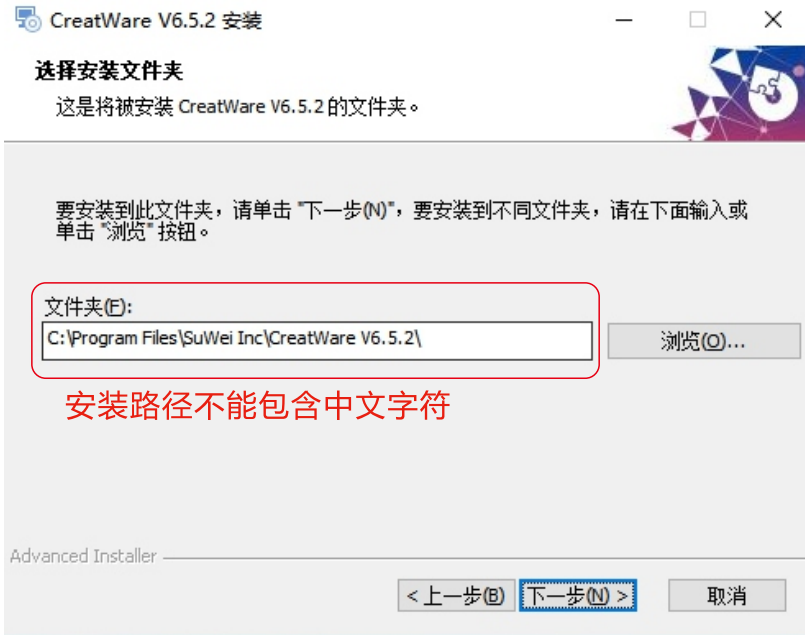 CreatWare V6.5.2 安装
选择安装文件夹
这是将被安装 CreatWare V6.5.2 的文件夹。
要安装到此文件夹，请单击 "下一步(N)"，要安装到不同文件夹，请在下面输入或
单击 "浏览" 按钮。
文件夹(F):
C:\Program Files\SuWei Inc\CreatWare V6.5.2\
浏览(O)...
安装路径不能包含中文字符
Advanced Installer
< 上一步(B)
下一步(N) >
取消